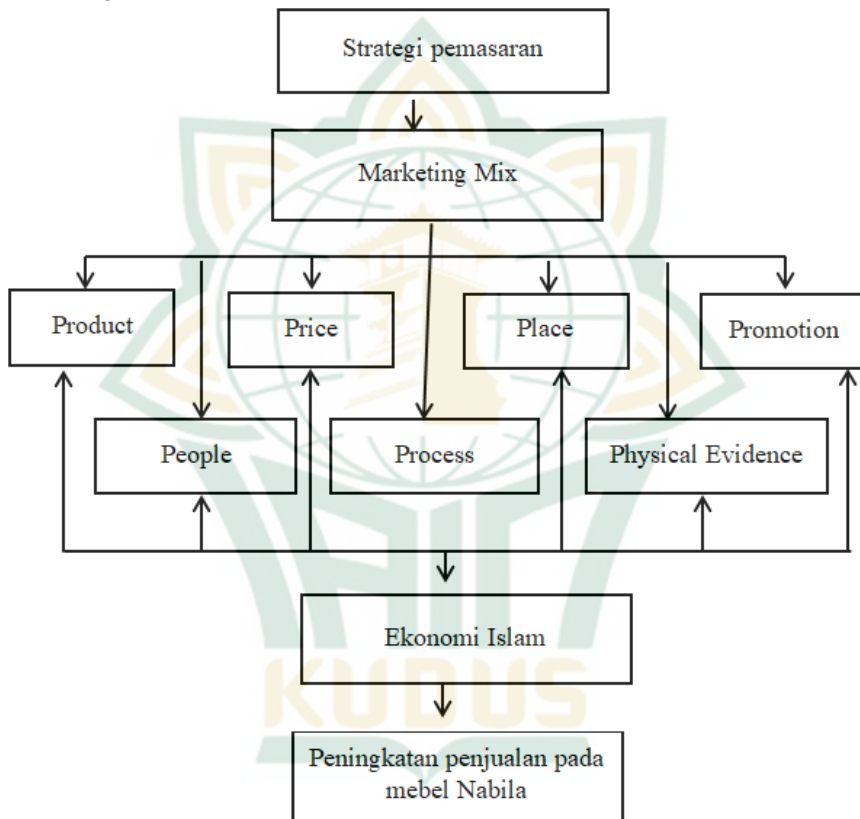 Strategi pemasaran
Marketing Mix
Product
Price
Place
Promotion
People
Process
Physical Evidence
Ekonomi Islam
KUDUS
Peningkatan penjualan pada
mebel Nabila